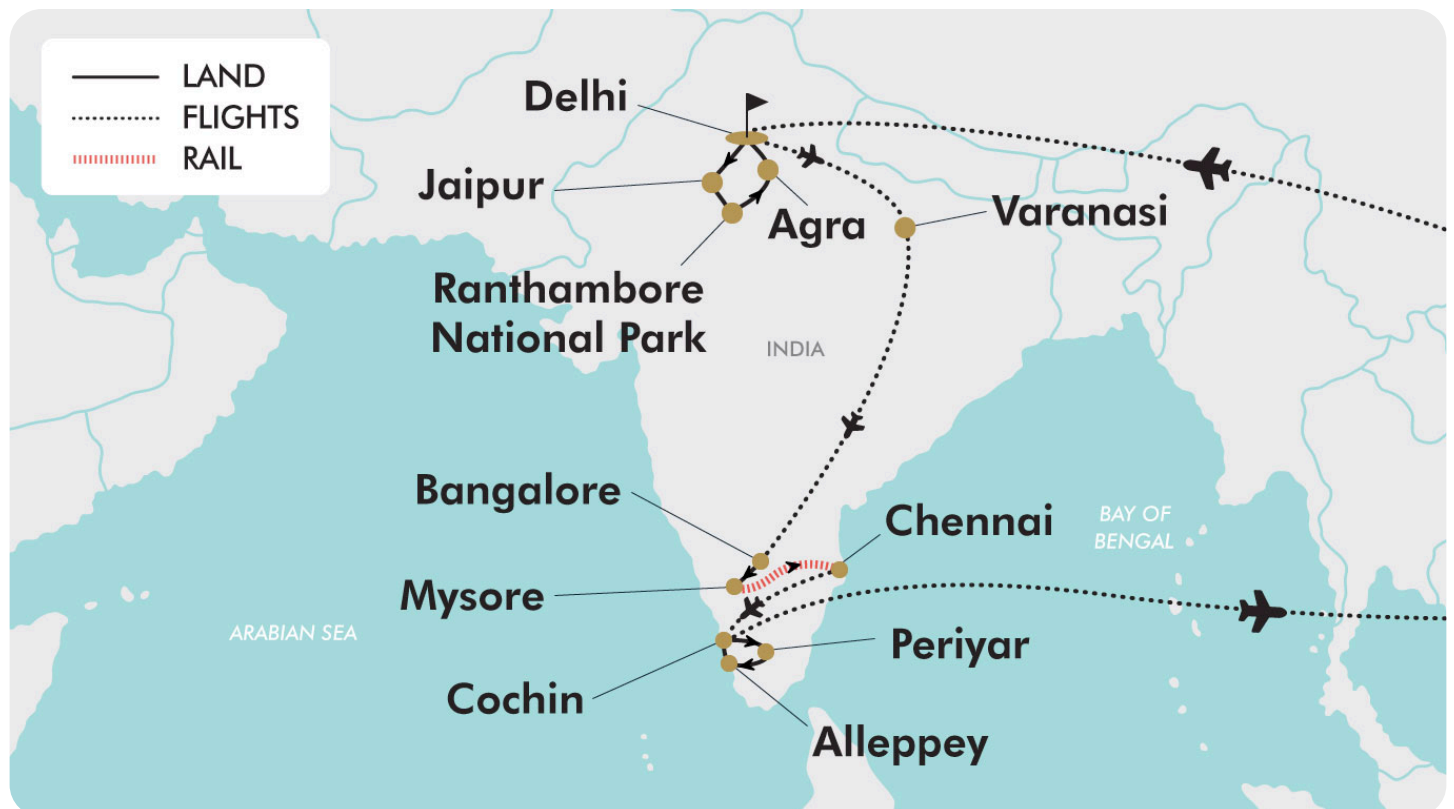 LAND
FLIGHTS
RAIL
Delhi
Jaipur
Agra
Varanasi
Ranthambore
National Park
INDIA
Bangalore
Chennai
BAY OF
BENGAL
Mysore
ARABIAN SEA
Periyar
Cochin
Alleppey